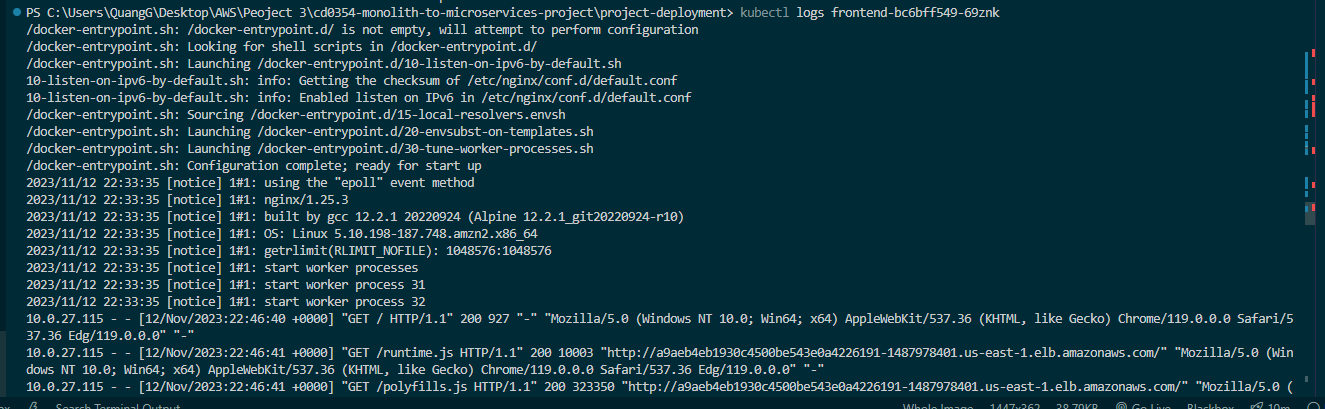 PS C:\Users\QuangG\Desktop\AWS\Peoject 3\cd0354-monolith-to-microservices-project\project-deployment> kubectl logs frontend-bc6bff549-69znk
/docker-entrypoint.sh: /docker-entrypoint.d/ is not empty, will attempt to perform configuration
/docker-entrypoint.sh: Looking for shell scripts in /docker-entrypoint.d/
/docker-entrypoint.sh: Launching /docker-entrypoint.d/10-listen-on-ipv6-by-default.sh
10-listen-on-ipv6-by-default.sh: info: Getting the checksum of /etc/nginx/conf.d/default.conf
10-listen-on-ipv6-by-default.sh: info: Enabled listen on IPv6 in /etc/nginx/conf.d/default.conf
/docker-entrypoint.sh: Sourcing /docker-entrypoint.d/15-local-resolvers.envsh
/docker-entrypoint.sh: Launching /docker-entrypoint.d/20-envsubst-on-templates.sh
/docker-entrypoint.sh: Launching /docker-entrypoint.d/30-tune-worker-processes.sh
/docker-entrypoint.sh: Configuration complete; ready for start up
2023/11/12 22:33:35 [notice] 1#1: using the "epoll" event method
2023/11/12 22:33:35 [notice] 1#1: nginx/1.25.3
2023/11/12 22:33:35 [notice] 1#1: built by gcc 12.2.1 20220924 (Alpine 12.2.1_git20220924-r10)
2023/11/12 22:33:35 [notice] 1#1: OS: Linux 5.10.198-187.748.amzn2.x86_64
2023/11/12 22:33:35 [notice] 1#1: getrlimit(RLIMIT_NOFILE): 1048576:1048576
2023/11/12 22:33:35 [notice] 1#1: start worker processes
2023/11/12 22:33:35 [notice] 1#1: start worker process 31
2023/11/12 22:33:35 [notice] 1#1: start worker process 32
10.0.27.115 - - [12/Nov/2023:22:46:40 +0000] "GET / HTTP/1.1" 200 927 "-" "Mozilla/5.0 (Windows NT 10.0; Win64; x64) AppleWebKit/537.36 (KHTML, like Gecko) Chrome/119.0.0.0 Safari/5
37.36 Edg/119.0.0.0" "-"
10.0.27.115 - - [12/Nov/2023:22:46:41 +0000] "GET /runtime.js HTTP/1.1" 200 10003 "http://a9aeb4eb1930c4500be543e0a4226191-1487978401.us-east-1.elb.amazonaws.com/" "Mozilla/5.0 (Win
dows NT 10.0; Win64; x64) AppleWebKit/537.36 (KHTML, like Gecko) Chrome/119.0.0.0 Safari/537.36 Edg/119.0.0.0" "-"
10.0.27.115 - - [12/Nov/2023:22:46:41 +0000] "GET /polyfills.js HTTP/1.1" 200 323350 "http://a9aeb4eb1930c4500be543e0a4226191-1487978401.us-east-1.elb.amazonaws.com/" "Mozilla/5.0 (
Search Terminal Output Whole Image 1447x362 38.79KB Go Live Blackbox 10m